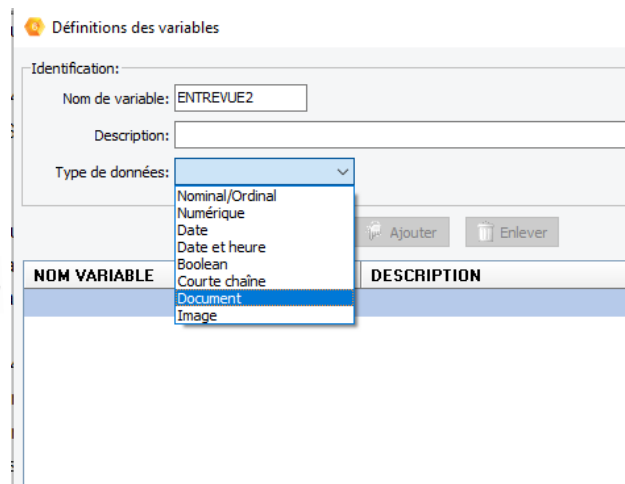 Définitions des variables
Identification:
Nom de variable: ENTREVUE2
Description:
Type de données:
Nominal/Ordinal
Numérique
Date
Date et heure
Boolean
Courte chaîne
Document
Image
Ajouter Enlever
NOM VARIABLE DESCRIPTION